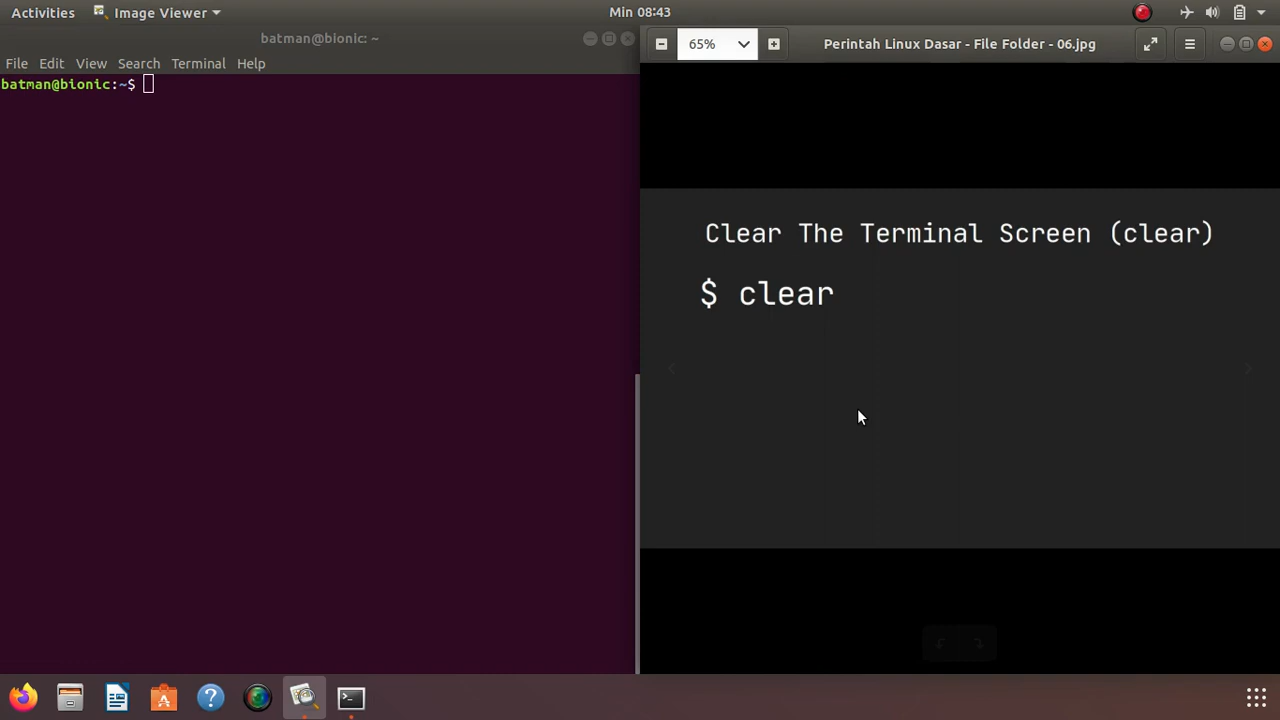 Activities
Image Viewer
Min 08:43
batman@bionic: ~
File Edit View Search Terminal Help
batman@bionic:~$
65%
Perintah Linux Dasar - File Folder - 06.jpg
Clear The Terminal Screen (clear)
$ clear